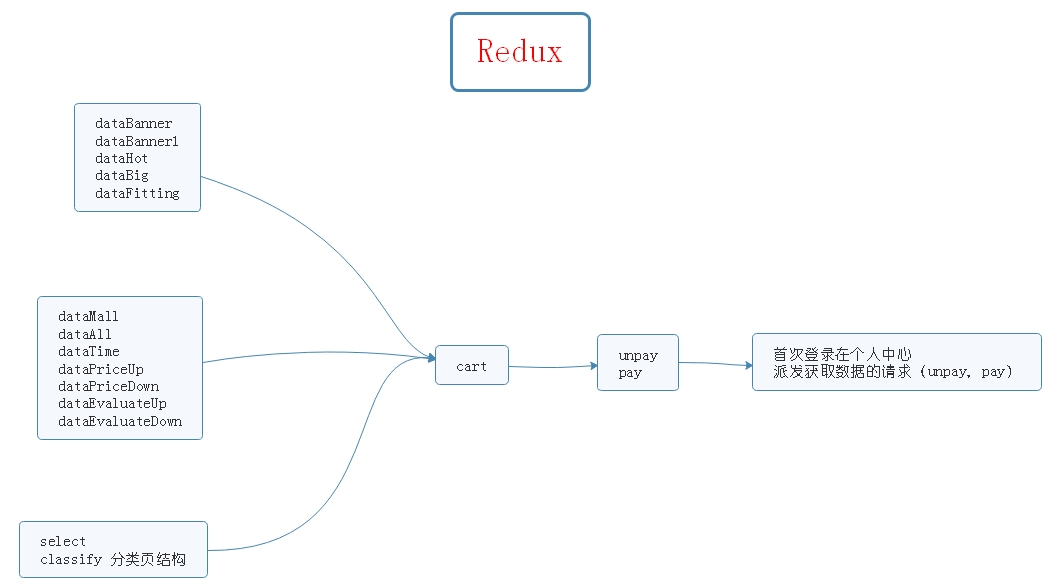 Redux
dataBanner
dataBanner1
dataHot
dataBig
dataFitting
dataMall
dataAll
dataTime
dataPriceUp
dataPriceDown
dataEvaluateUp
dataEvaluateDown
select
classify 分类页结构
cart
unpay
pay
首次登录在个人中心
派发获取数据的请求（unpay, pay）